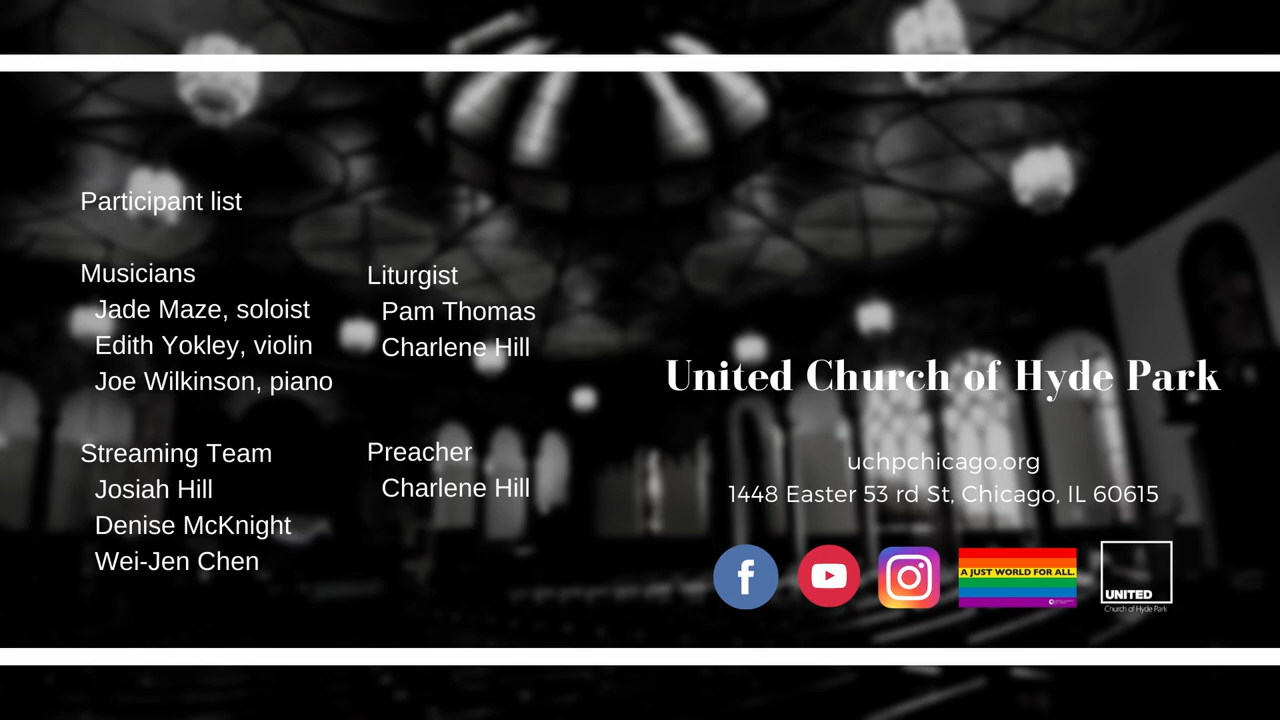 Participant list
Musicians
Jade Maze, soloist
Edith Yokley, violin
Joe Wilkinson, piano
Streaming Team
Josiah Hill
Denise McKnight
Wei-Jen Chen
Liturgist
Pam Thomas
Charlene Hill
Preacher
Charlene Hill
United Church of Hyde Park
uchpchicago.org
1448 Easter 53 rd St, Chicago, IL 60615
f
A JUST WORLD FOR ALL.
UNITED
Church of Hyde Park